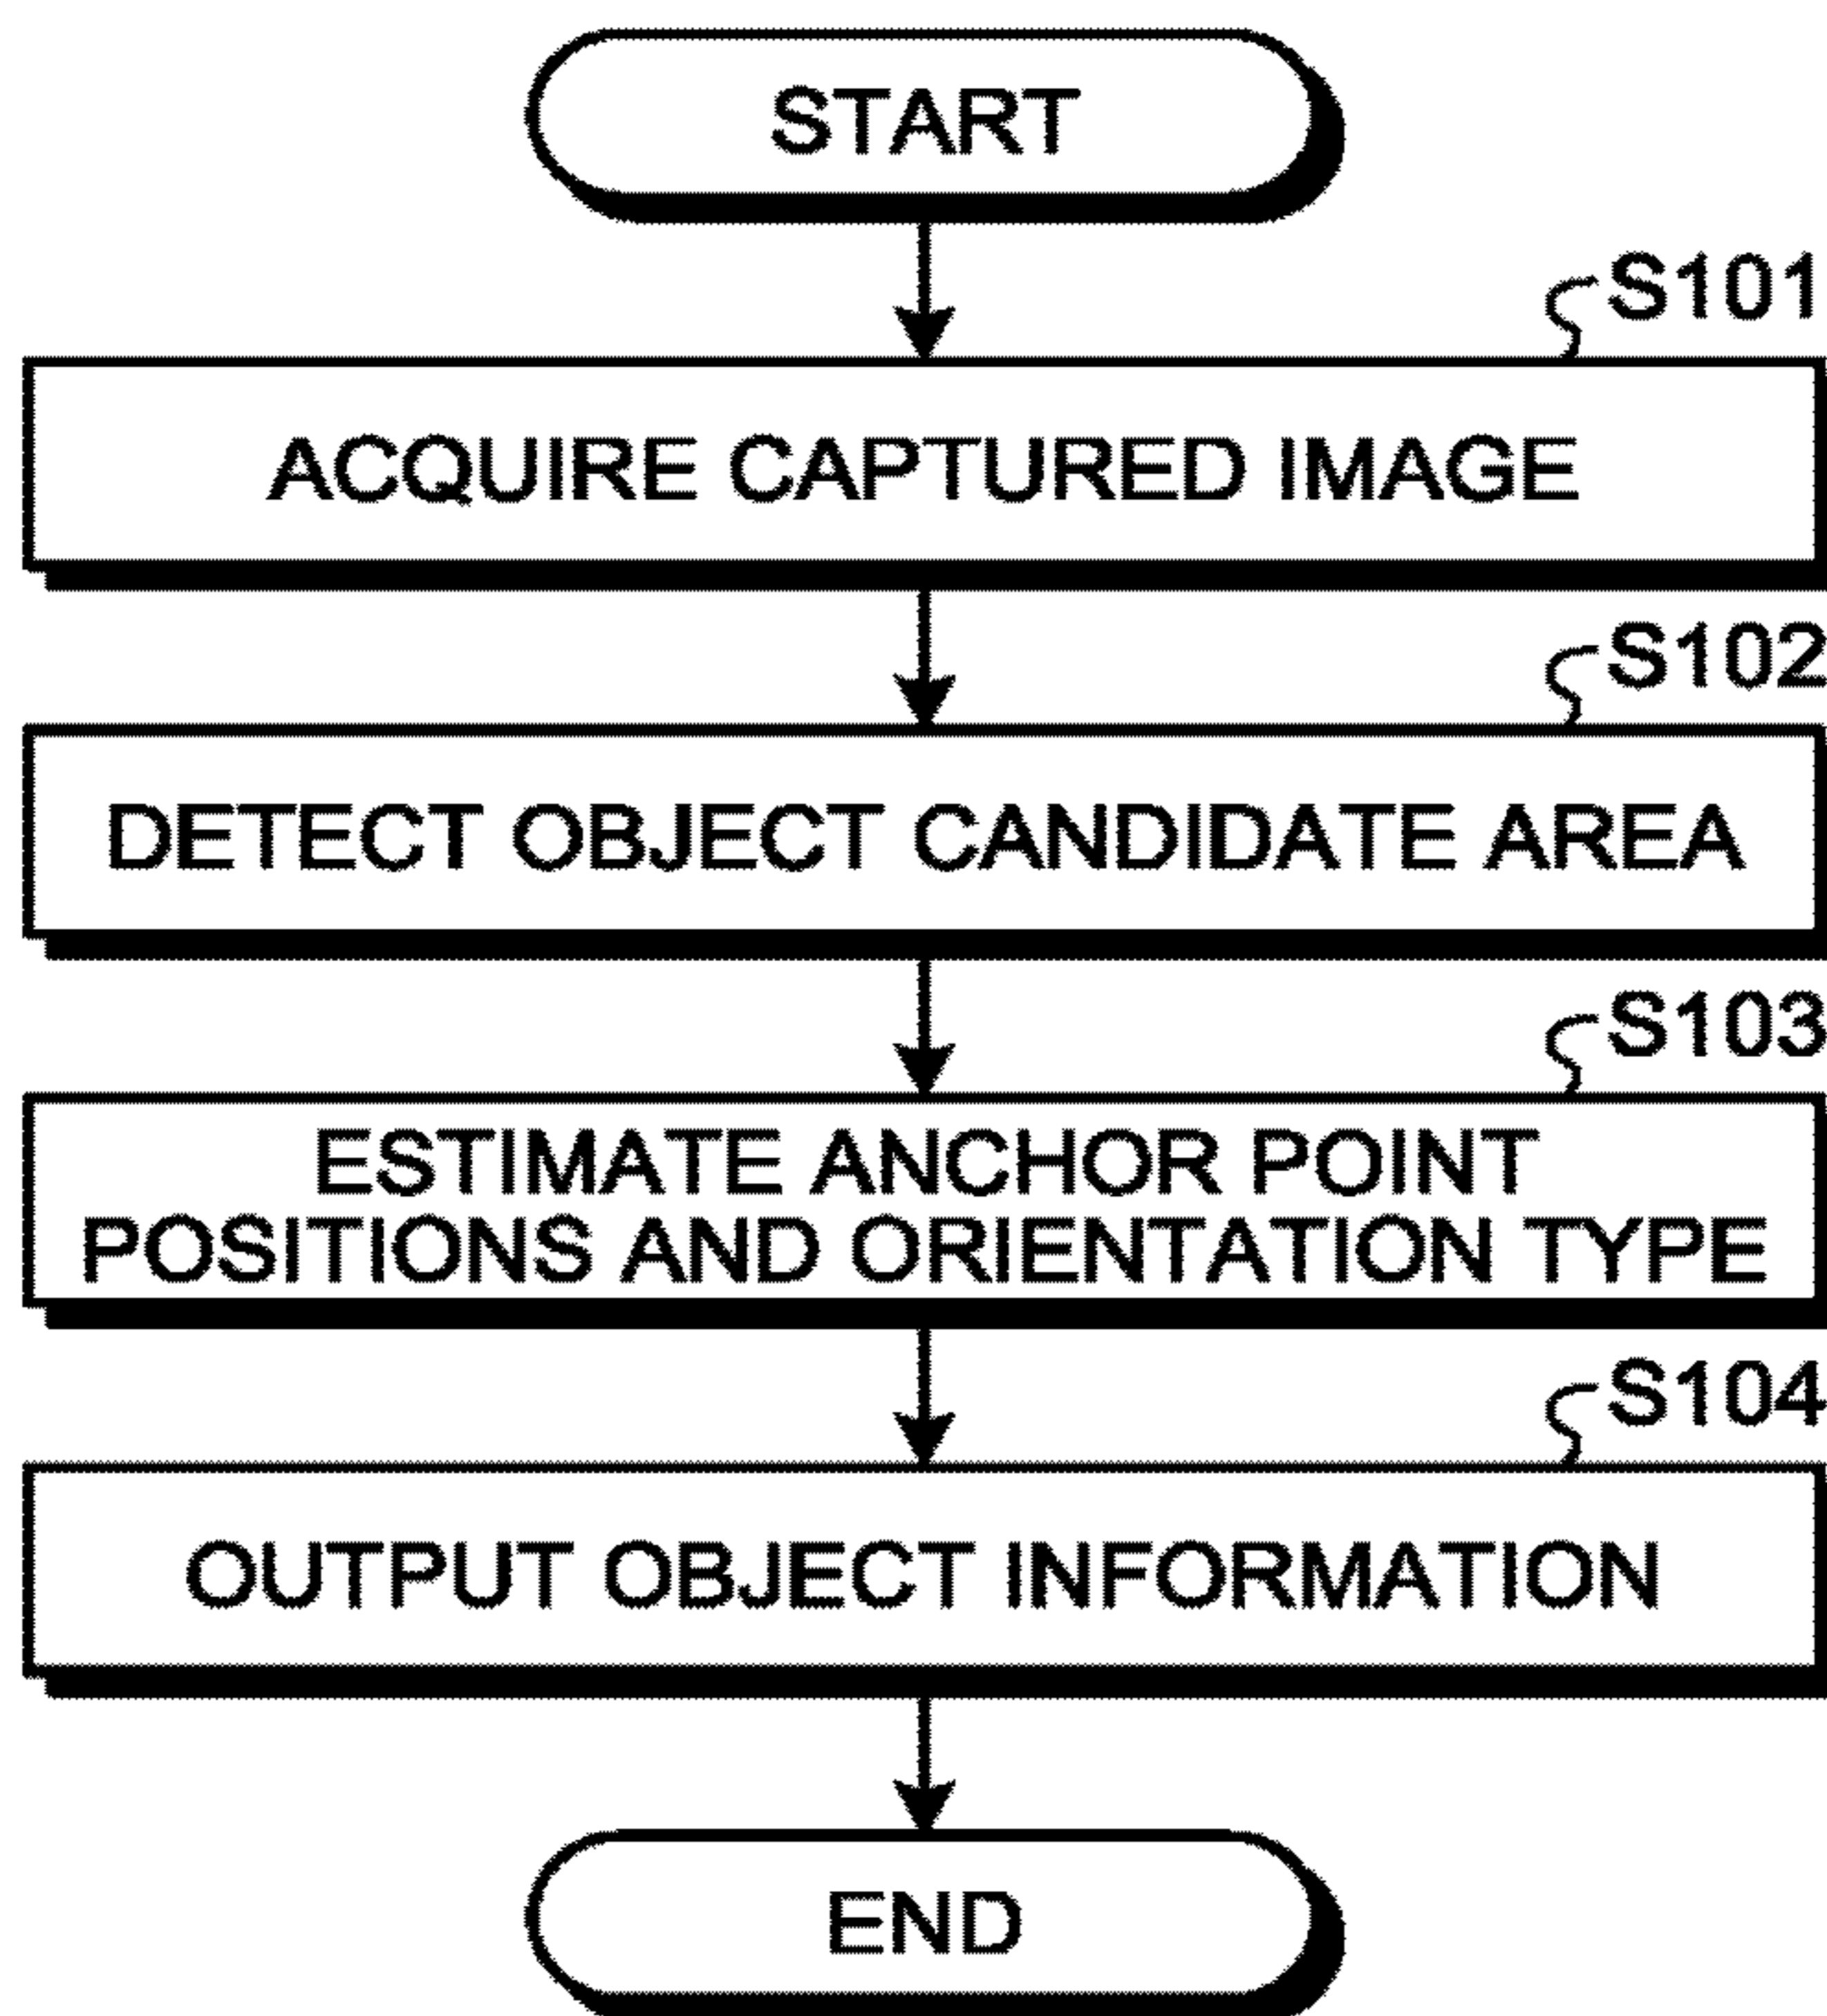 START
S101
ACQUIRE CAPTURED IMAGE
S102
DETECT OBJECT CANDIDATE AREA
S103
ESTIMATE ANCHOR POINT
POSITIONS AND ORIENTATION TYPE
S104
OUTPUT OBJECT INFORMATION
END